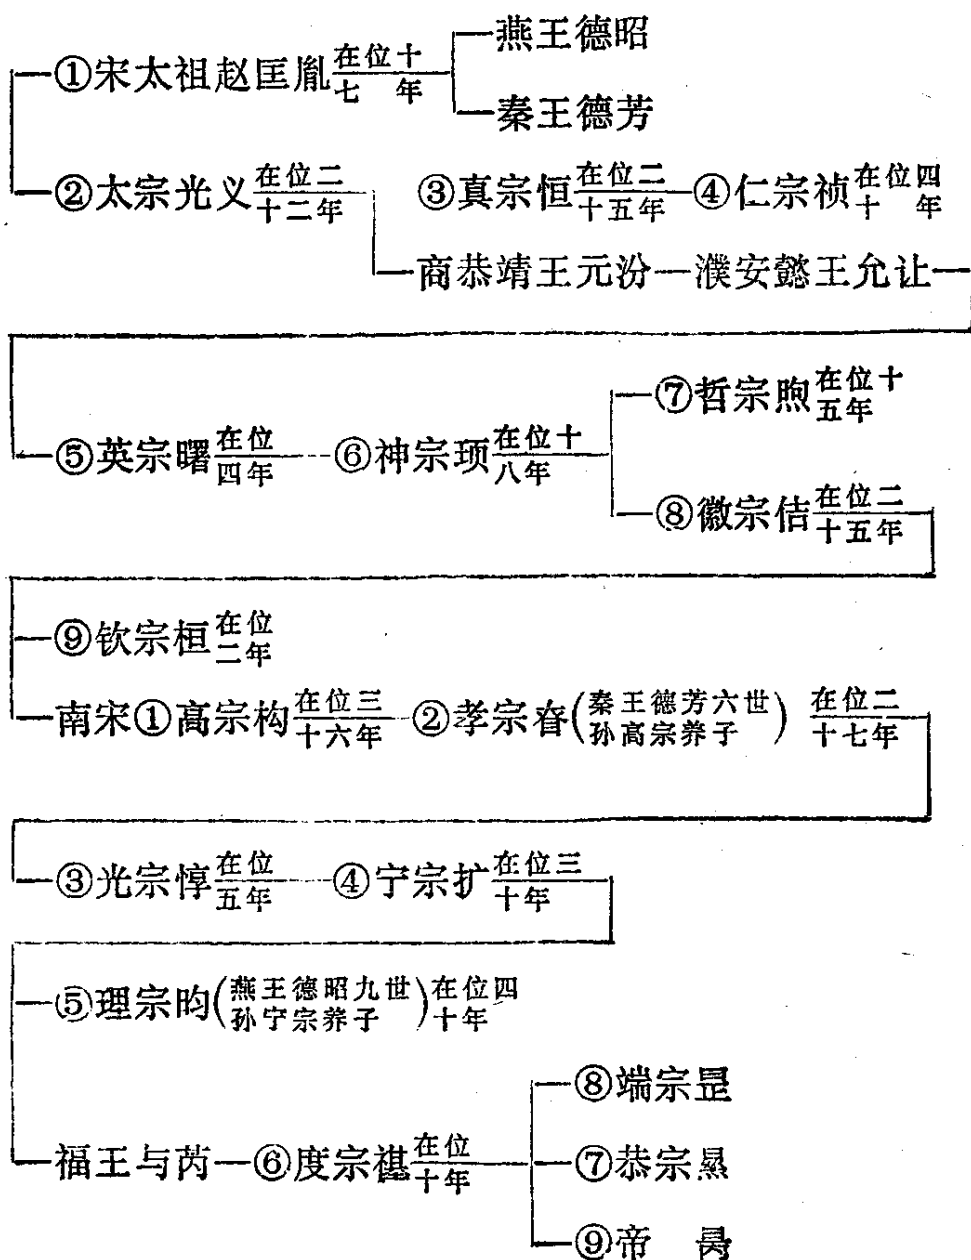 燕王德昭
①宋太祖赵匡胤在位十七年
秦王德芳
②太宗光义在位二十二年 ③真宗恒在位二十五年 ④仁宗祯在位四十年
商恭靖王元汾 濮安懿王允让
⑦哲宗煦在位十五年
⑤英宗曙在位四年 ⑥神宗顼在位十八年
⑧徽宗佶在位二十五年
⑨钦宗桓在位二年
南宋①高宗构在位三十六年 ②孝宗眘(秦王德芳六世孙高宗养子) 在位二十七年
③光宗惇在位五年 ④宁宗扩在位三十年
⑤理宗昀(燕王德昭九世孙宁宗养子)在位四十年
⑧端宗昰
福王与芮 ⑥度宗禥在位十年 ⑦恭宗㬎
⑨帝 昺